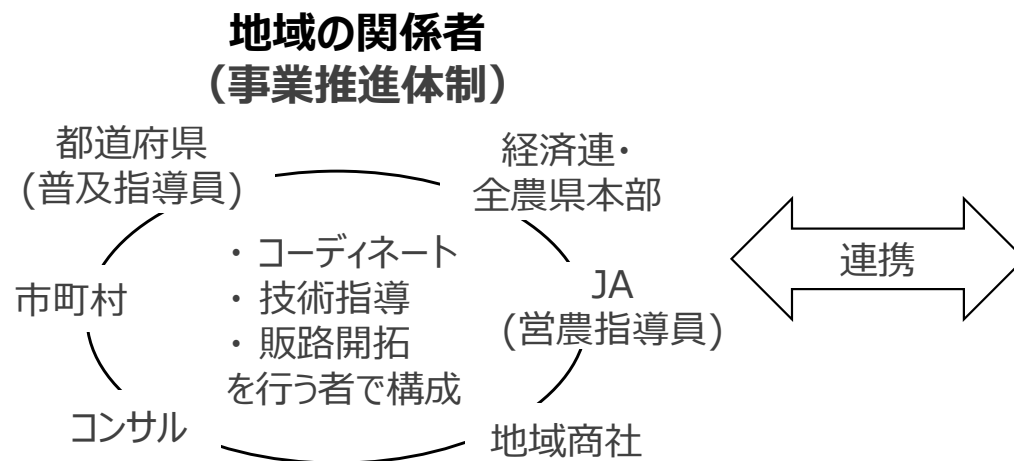 地域の関係者
（事業推進体制）
都道府県
(普及指導員)
経済連・
全農県本部
市町村
・コーディネート
・技術指導
・販路開拓
を行う者で構成
JA
(営農指導員)
連携
コンサル
地域商社